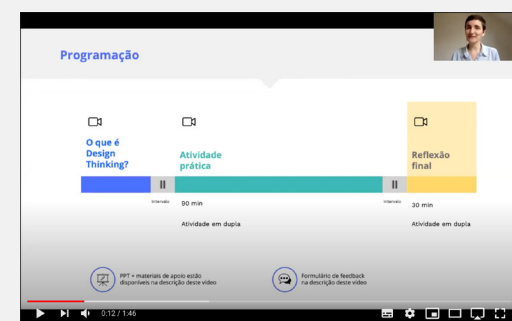 Programação
O que é
Design
Thinking?
Atividade
prática
Reflexão
final
Intervalo
90 min
Atividade em dupla
Intervalo
30 min
Atividade em dupla
PPT + materiais de apoio estão
disponíveis na descrição deste vídeo
Formulário de feedback
na descrição deste vídeo
0:12 / 1:46